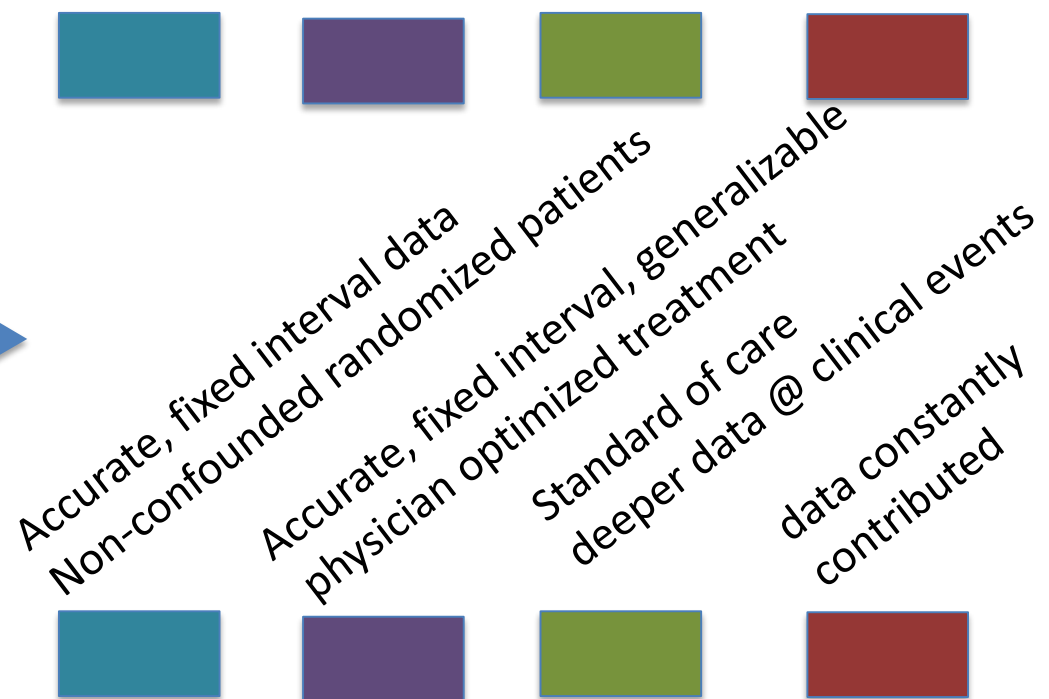 Accurate, fixed interval data
Non-confounded randomized patients
Accurate, fixed interval, generalizable
physician optimized treatment
Standard of care
deeper data @ clinical events
data constantly
contributed